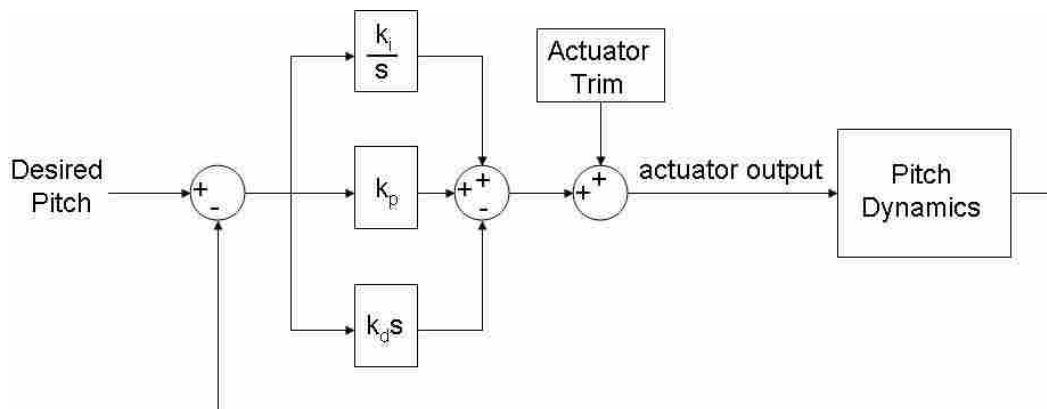 k_i
s
Actuator
Trim
Desired
Pitch
+
-
k_p
+
+
-
+
+
actuator output
Pitch
Dynamics
k_d s